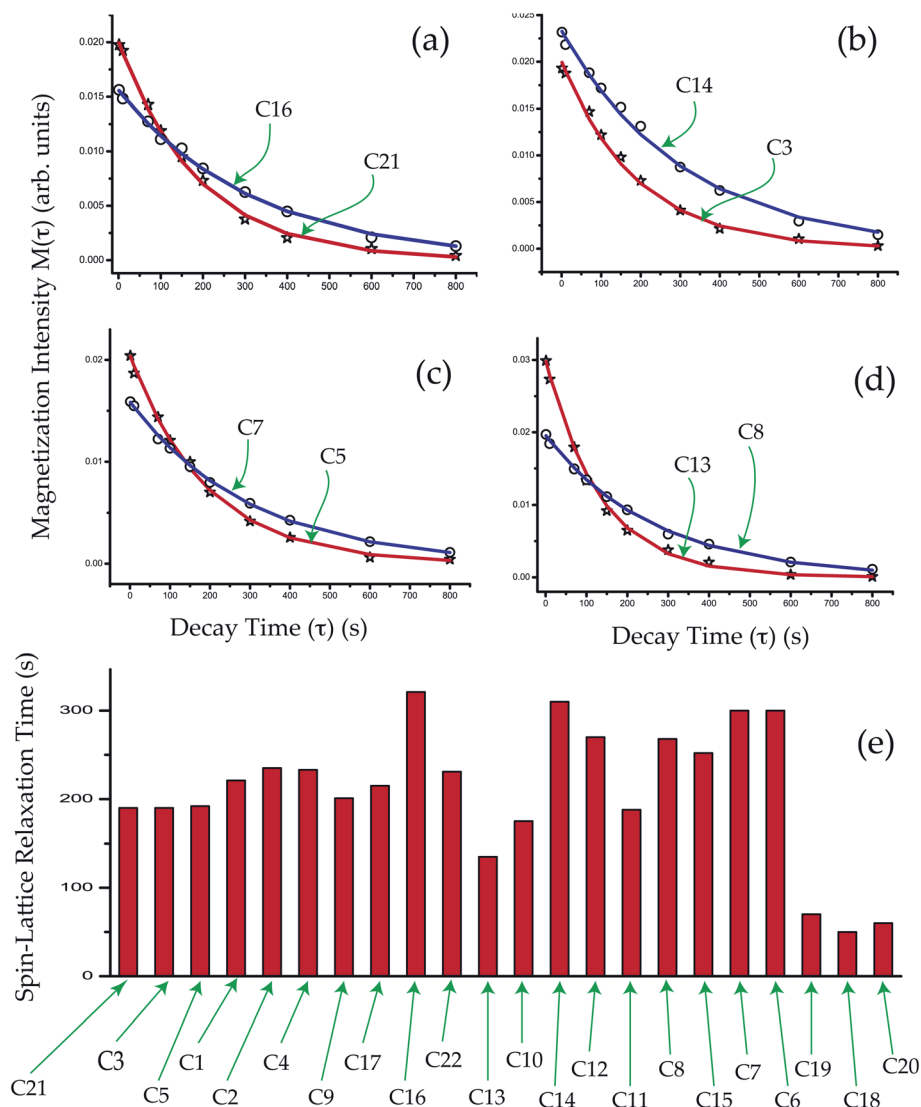 (a)
(b)
0.020
0.015
0.010
0.005
0.000
C16
C21
0 100 200 300 400 500 600 700 800
0.025
0.020
0.015
0.010
0.005
0.000
C14
C3
0 100 200 300 400 500 600 700 800
Magnetization Intensity M(τ) (arb. units)
(c)
(d)
0.02
0.01
0.00
C7
C5
0 100 200 300 400 500 600 700 800
0.03
0.02
0.01
0.00
C8
C13
0 100 200 300 400 500 600 700 800
Decay Time (τ) (s)
Decay Time (τ) (s)
Spin-Lattice Relaxation Time (s)
(e)
300
200
100
0
C3 C1 C4 C17 C22 C10 C12 C8 C7 C19 C20
C21 C5 C2 C9 C16 C13 C14 C11 C15 C6 C18